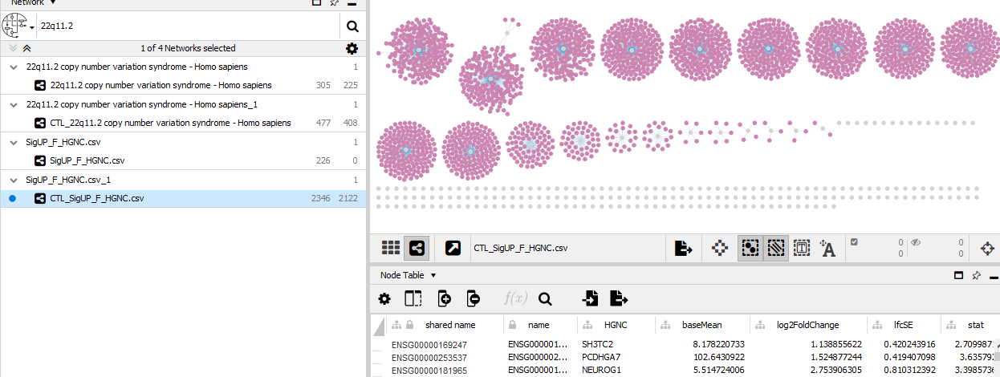 Network
22q11.2
1 of 4 Networks selected
22q11.2 copy number variation syndrome - Homo sapiens 1
22q11.2 copy number variation syndrome - Homo sapiens 305 225
22q11.2 copy number variation syndrome - Homo sapiens_1 1
CTL_22q11.2 copy number variation syndrome - Homo sapiens 477 408
SigUP_F_HGNC.csv 1
SigUP_F_HGNC.csv 226 0
SigUP_F_HGNC.csv_1 1
CTL_SigUP_F_HGNC.csv 2346 2122
CTL_SigUP_F_HGNC.csv
T A 0 0
0 0
Node Table
f(x)
shared name name HGNC baseMean log2FoldChange lfcSE stat
ENSG00000169247 ENSG000001... SH3TC2 8.178220733 1.138855622 0.420243916 2.709987
ENSG00000253537 ENSG000002... PCDHGA7 102.6430922 1.524877244 0.419407098 3.635792
ENSG00000181965 ENSG000001... NEUROG1 5.514724006 2.753906305 0.810312392 3.3985736